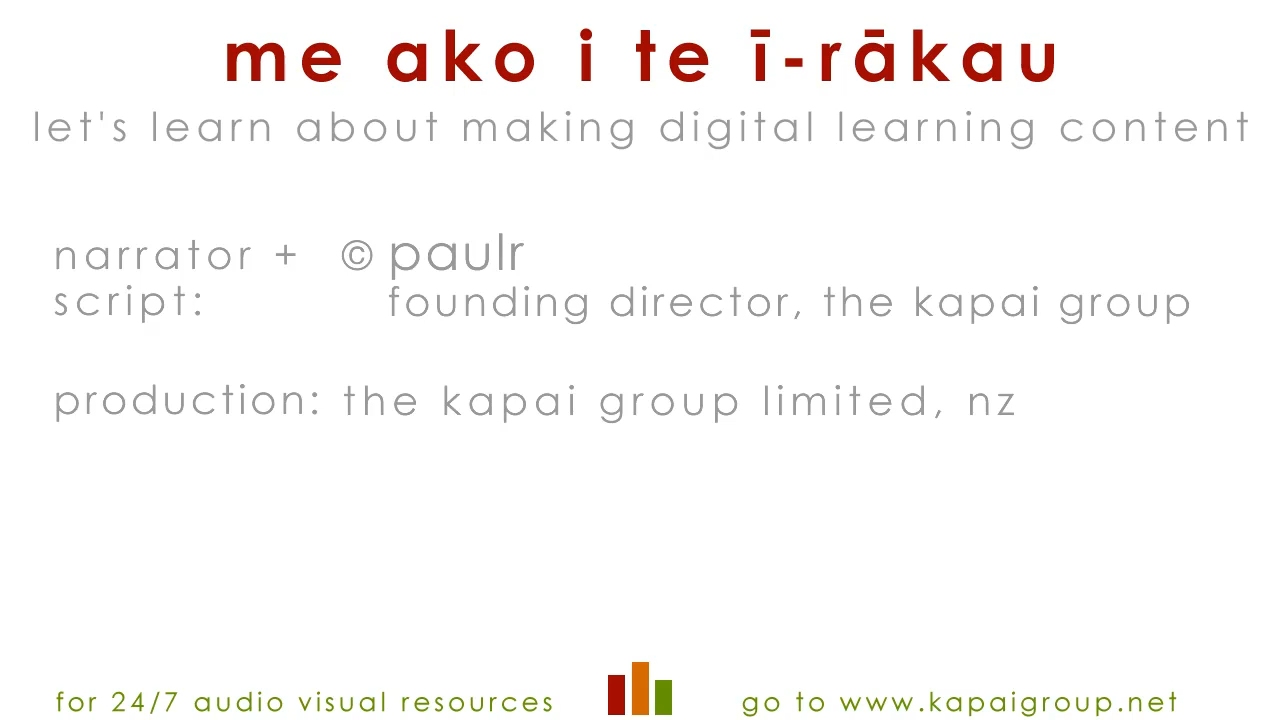 me ako i te ī-rākau
let's learn about making digital learning content
narrator + © paulr
script: founding director, the kapai group
production: the kapai group limited, nz
for 24/7 audio visual resources go to www.kapaigroup.net